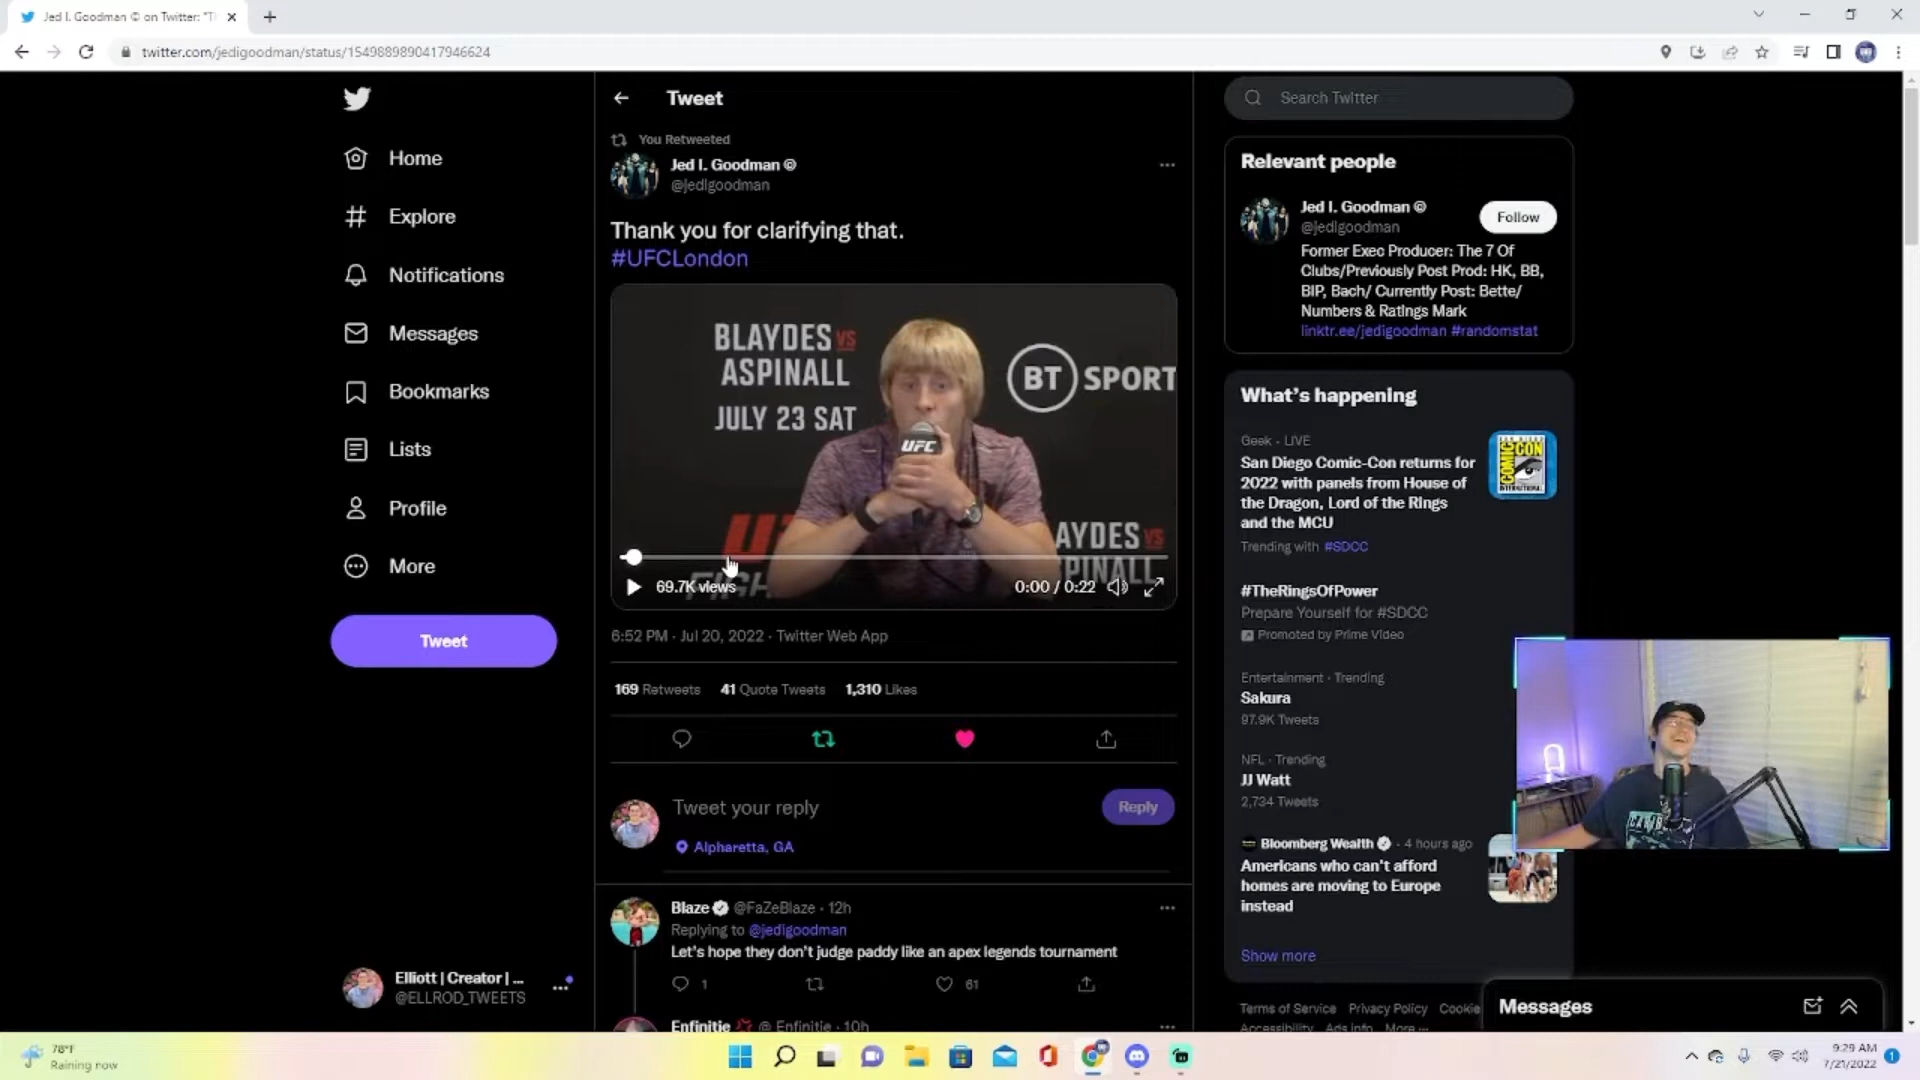 Jed I. Goodman © on Twitter: "T
twitter.com/jedigoodman/status/1549889890417946624
Home
Explore
Notifications
Messages
Bookmarks
Lists
Profile
More
Tweet
Elliott | Creator | ...
@ELLROD_TWEETS
Tweet
You Retweeted
Jed I. Goodman ©
@jedigoodman
Thank you for clarifying that.
#UFCLondon
BLAYDES VS
ASPINALL
JULY 23 SAT
BT SPORT
UFC
AYDES VS
SPINALL
69.7K views
0:00 / 0:22
6:52 PM · Jul 20, 2022 · Twitter Web App
169 Retweets 41 Quote Tweets 1,310 Likes
Tweet your reply
Reply
Alpharetta, GA
Blaze @FaZeBlaze · 12h
Replying to @jedigoodman
Let's hope they don't judge paddy like an apex legends tournament
1
61
Enfinitie @_Enfinitie · 10h
Search Twitter
Relevant people
Jed I. Goodman ©
@jedigoodman
Follow
Former Exec Producer: The 7 Of
Clubs/Previously Post Prod: HK, BB,
BIP, Bach/ Currently Post: Bette/
Numbers & Ratings Mark
linktr.ee/jedigoodman #randomstat
What's happening
Geek · LIVE
San Diego Comic-Con returns for
2022 with panels from House of
the Dragon, Lord of the Rings
and the MCU
Trending with #SDCC
COMIC CON
INTERNATIONAL
#TheRingsOfPower
Prepare Yourself for #SDCC
Promoted by Prime Video
Entertainment · Trending
Sakura
97.9K Tweets
NFL · Trending
JJ Watt
2,734 Tweets
Bloomberg Wealth · 4 hours ago
Americans who can't afford
homes are moving to Europe
instead
Show more
Terms of Service Privacy Policy Cookie
Accessibility Ads info More ...
Messages
78°F
Raining now
9:29 AM
7/21/2022
1